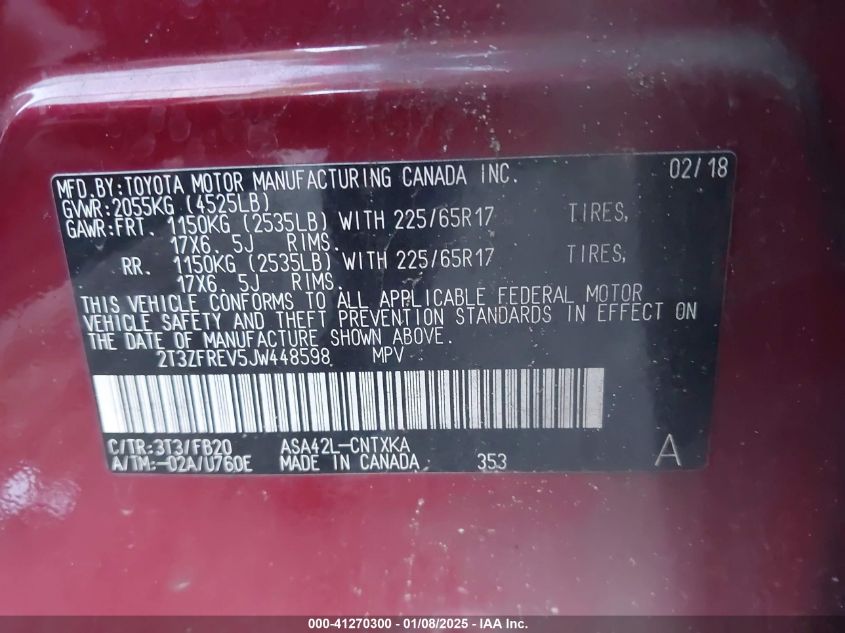 MFD.BY:TOYOTA MOTOR MANUFACTURING CANADA INC. 02/18
GVWR:2055KG (4525LB)
GAWR:FRT. 1150KG (2535LB) WITH 225/65R17 TIRES,
17X6. 5J RIMS.
RR. 1150KG (2535LB) WITH 225/65R17 TIRES,
17X6. 5J RIMS.
THIS VEHICLE CONFORMS TO ALL APPLICABLE FEDERAL MOTOR
VEHICLE SAFETY AND THEFT PREVENTION STANDARDS IN EFFECT ON
THE DATE OF MANUFACTURE SHOWN ABOVE.
2T3ZFREV5JW448598 MPV
C/TR:3T3/FB20 ASA42L-CNTXKA
A/TM:-02A/U760E MADE IN CANADA 353 A
000-41270300 - 01/08/2025 - IAA Inc.